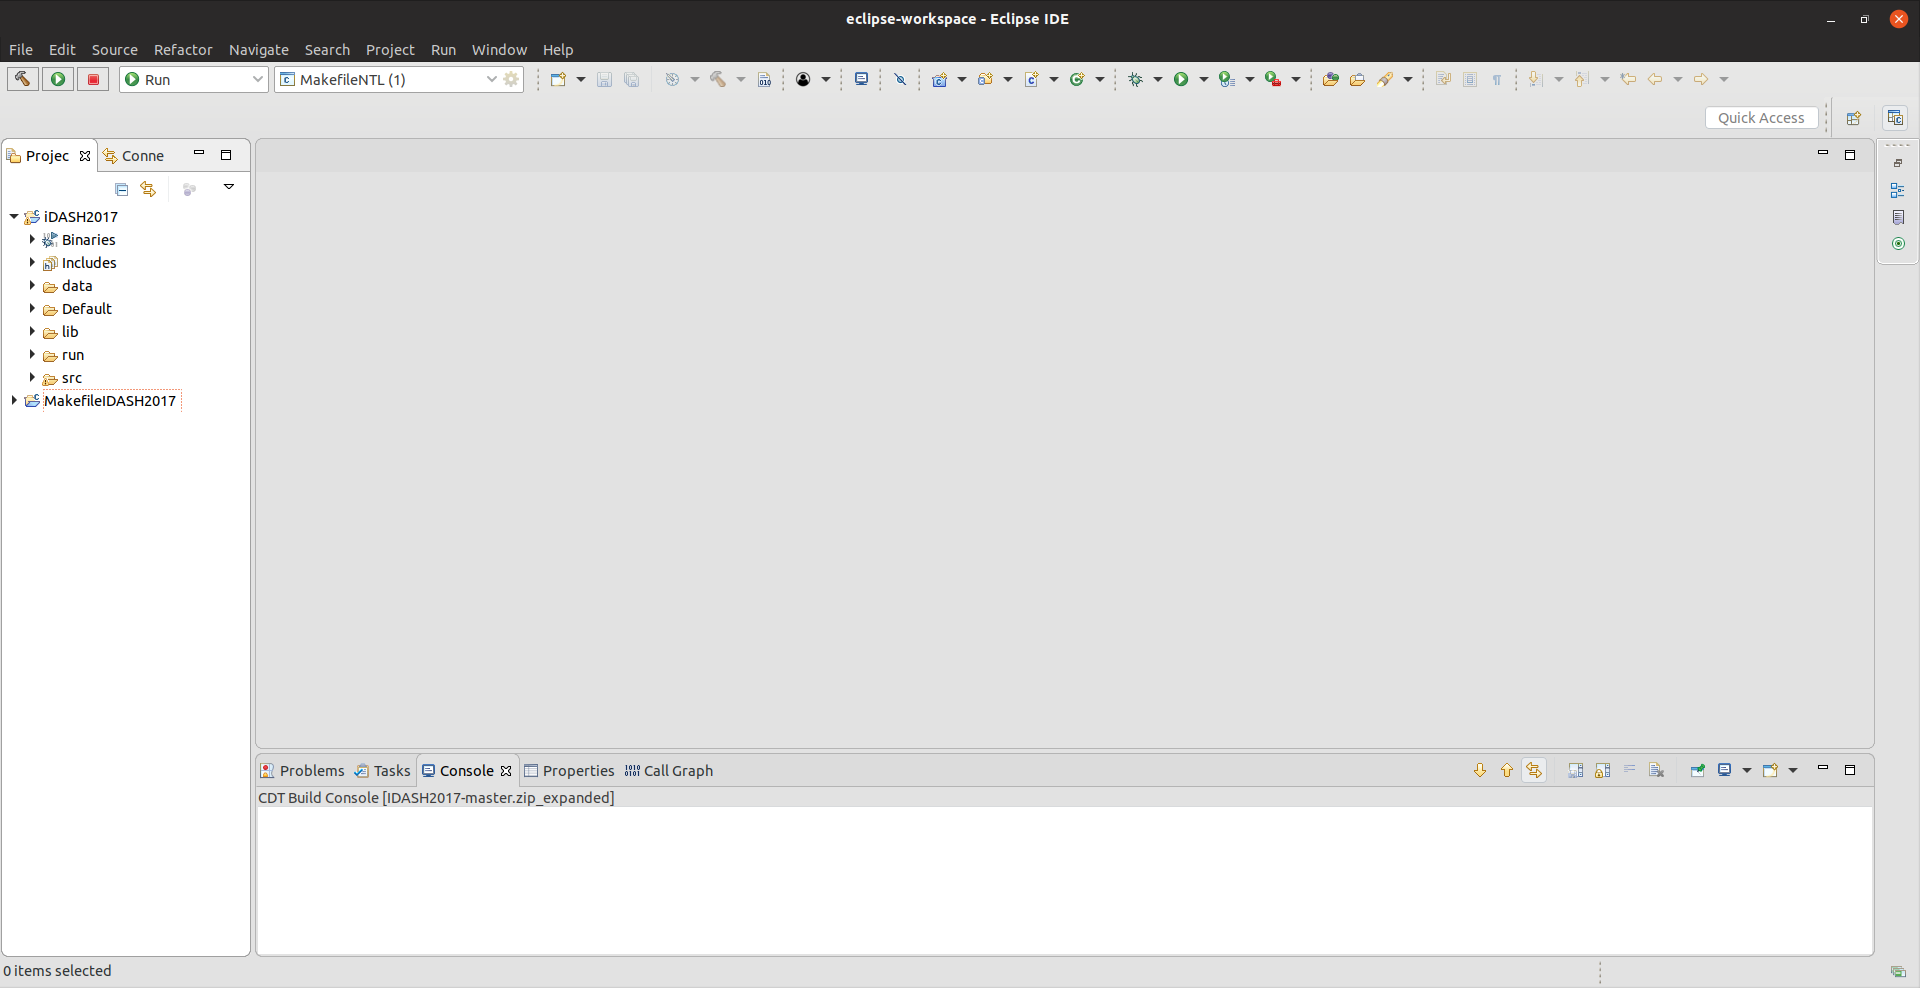 eclipse-workspace - Eclipse IDE
File Edit Source Refactor Navigate Search Project Run Window Help
Run MakefileNTL (1)
Quick Access
Projec Conne
iDASH2017
Binaries
Includes
data
Default
lib
run
src
MakefileIDASH2017
Problems Tasks Console Properties Call Graph
CDT Build Console [IDASH2017-master.zip_expanded]
0 items selected